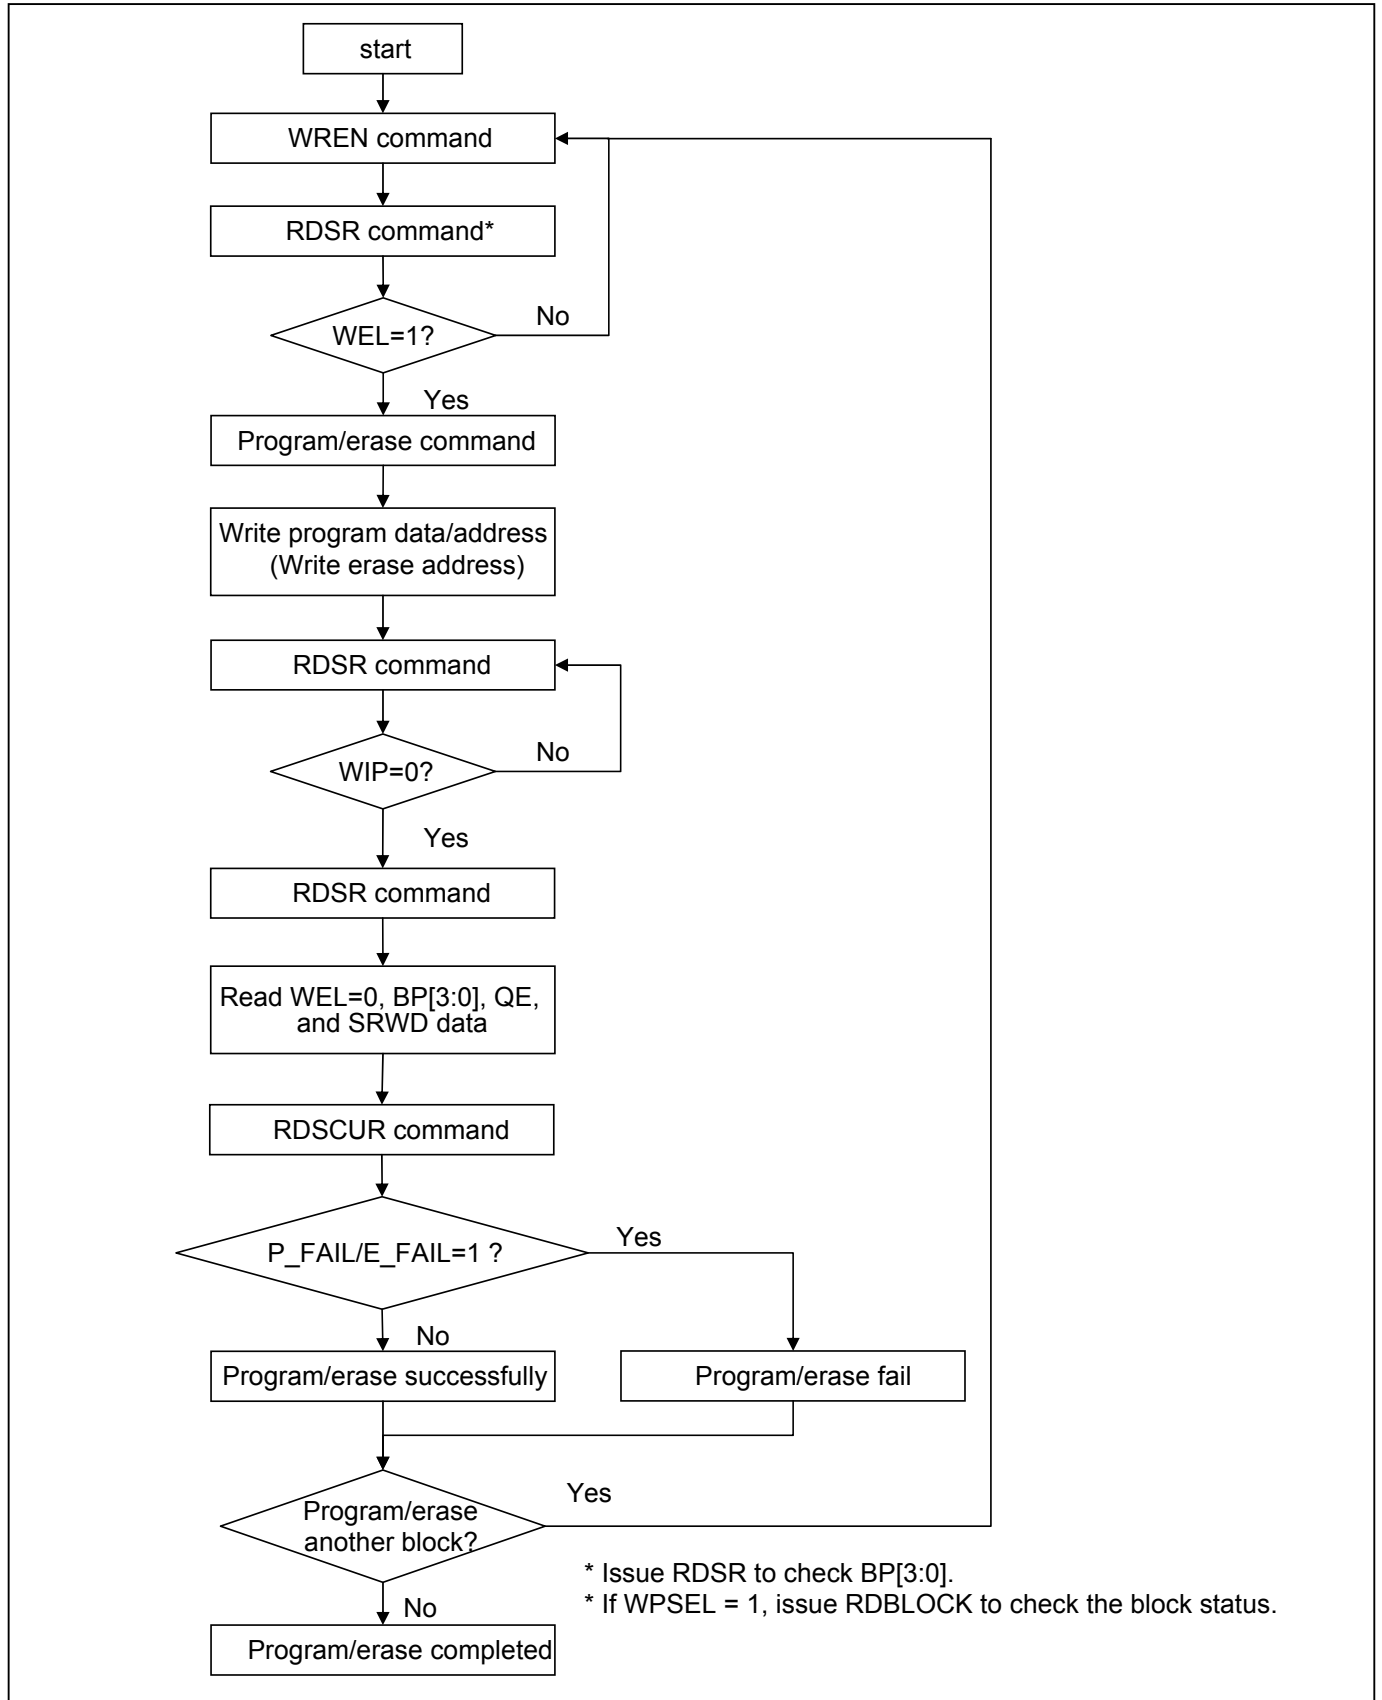 start
WREN command
RDSR command*
WEL=1?
No
Yes
Program/erase command
Write program data/address
(Write erase address)
RDSR command
WIP=0?
No
Yes
RDSR command
Read WEL=0, BP[3:0], QE,
and SRWD data
RDSCUR command
P_FAIL/E_FAIL=1 ?
Yes
No
Program/erase successfully
Program/erase fail
Program/erase
another block?
Yes
* Issue RDSR to check BP[3:0].
* If WPSEL = 1, issue RDBLOCK to check the block status.
No
Program/erase completed